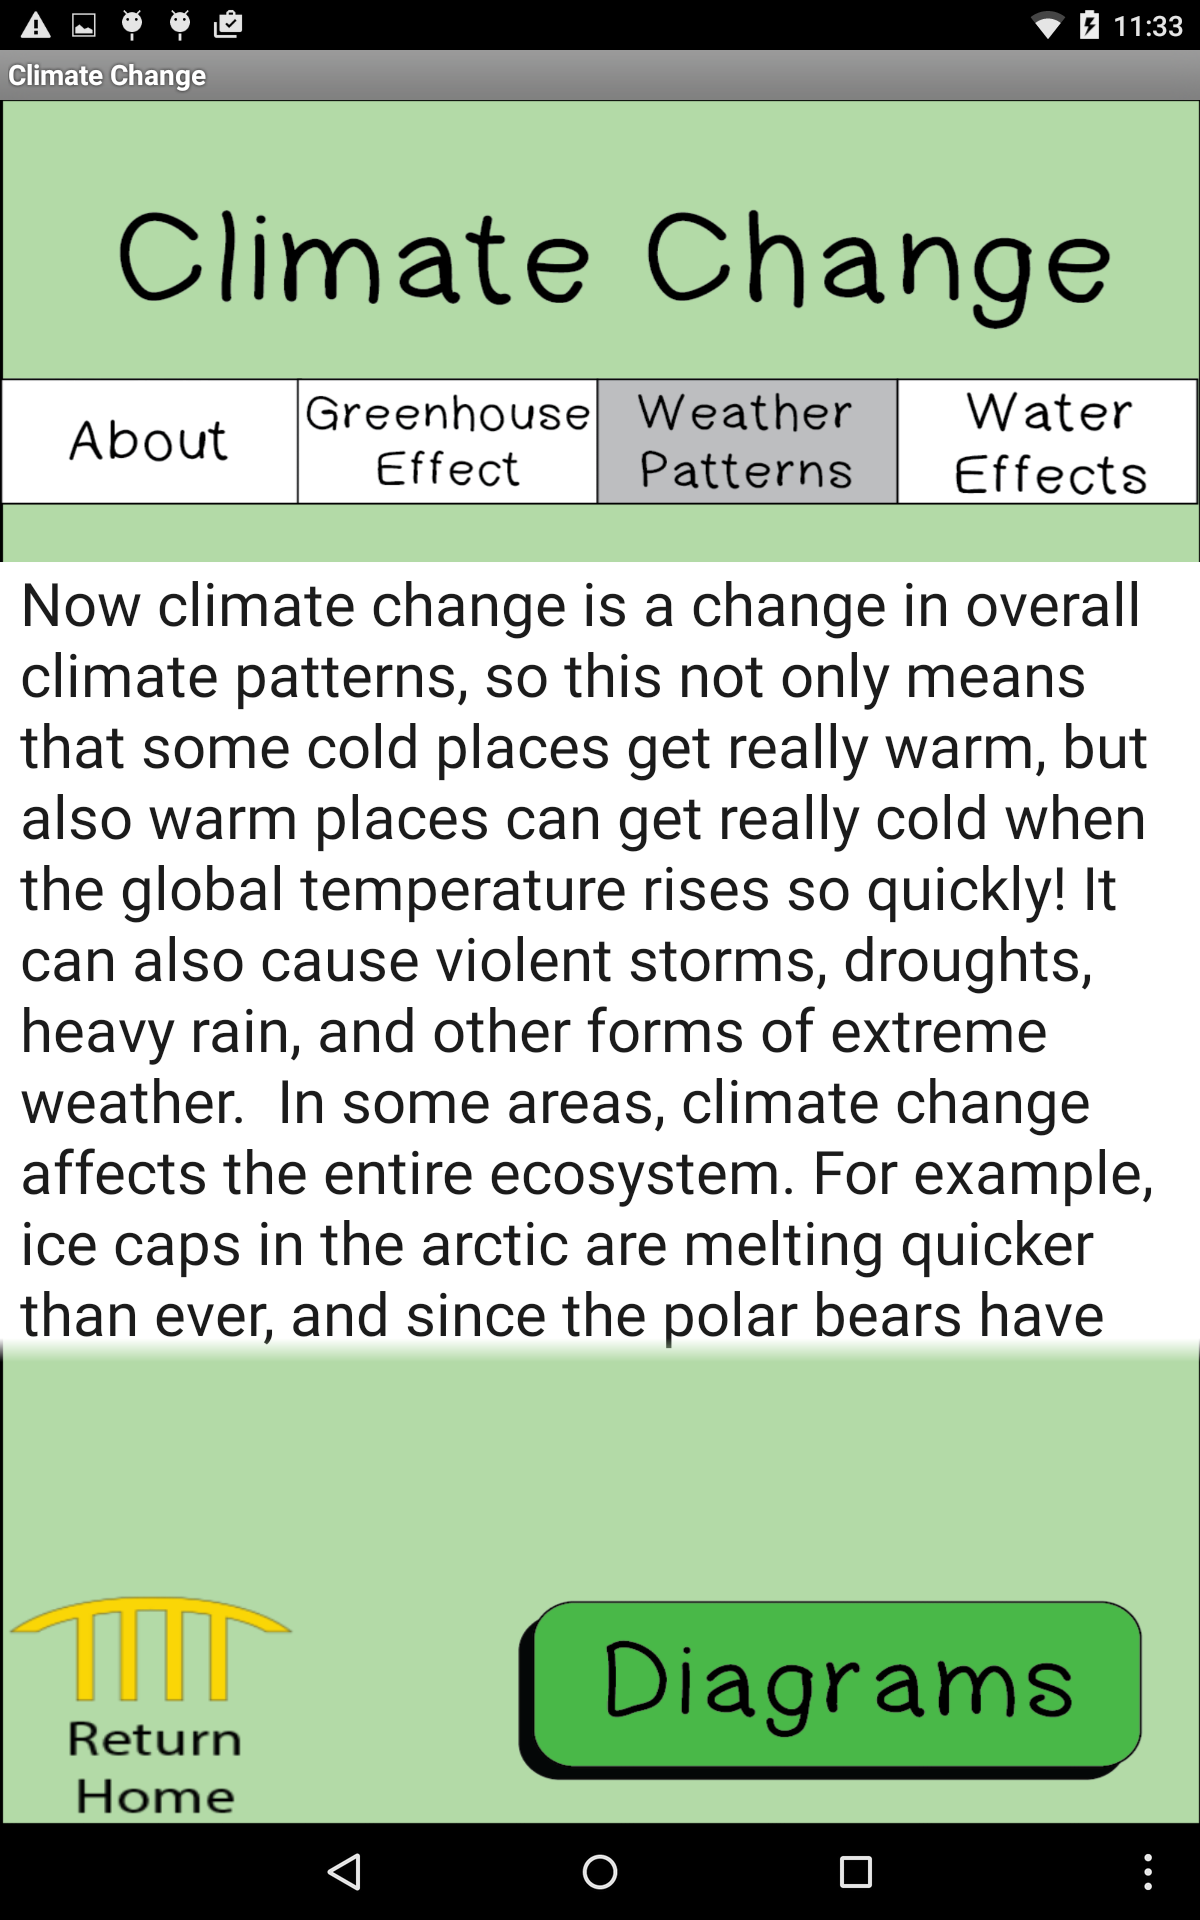 11:33
Climate Change
Climate Change
About
Greenhouse
Effect
Weather
Patterns
Water
Effects
Now climate change is a change in overall
climate patterns, so this not only means
that some cold places get really warm, but
also warm places can get really cold when
the global temperature rises so quickly! It
can also cause violent storms, droughts,
heavy rain, and other forms of extreme
weather.  In some areas, climate change
affects the entire ecosystem. For example,
ice caps in the arctic are melting quicker
than ever, and since the polar bears have
Return
Home
Diagrams